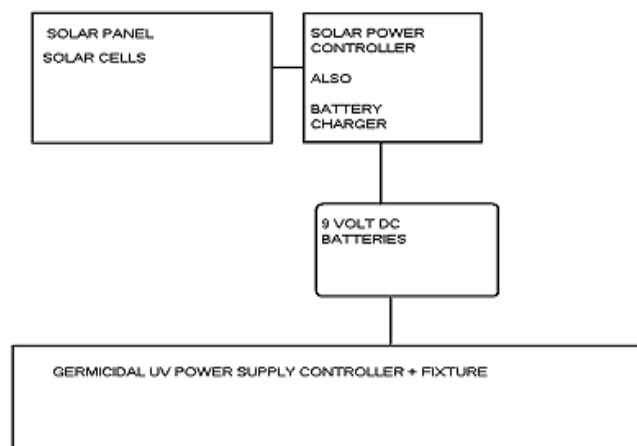 SOLAR PANEL
SOLAR CELLS
SOLAR POWER
CONTROLLER
ALSO
BATTERY
CHARGER
9 VOLT DC
BATTERIES
GERMICIDAL UV POWER SUPPLY CONTROLLER + FIXTURE